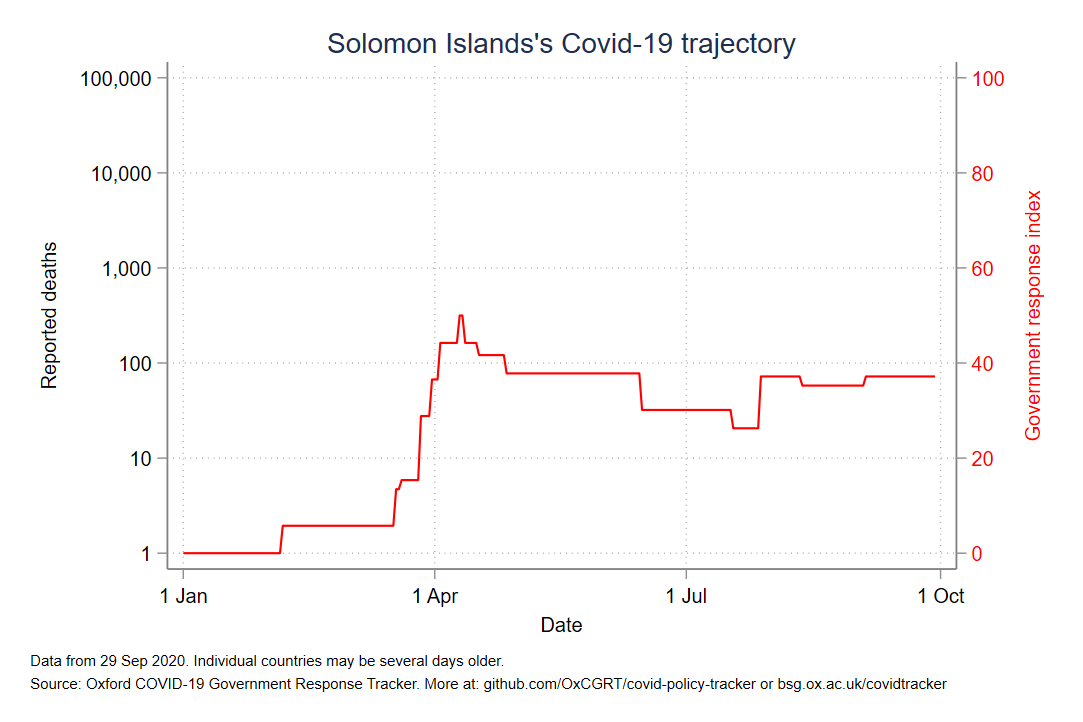 Solomon Islands's Covid-19 trajectory
100,000
10,000
1,000
100
10
1
Reported deaths
100
80
60
40
20
0
Government response index
1 Jan
1 Apr
1 Jul
1 Oct
Date
Data from 29 Sep 2020. Individual countries may be several days older.
Source: Oxford COVID-19 Government Response Tracker. More at: github.com/OxCGRT/covid-policy-tracker or bsg.ox.ac.uk/covidtracker